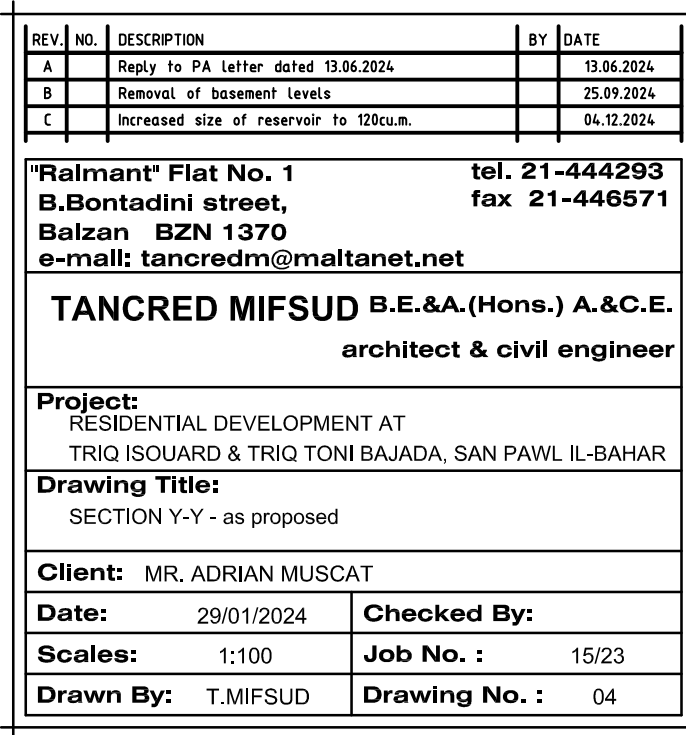 REV. NO. DESCRIPTION BY DATE
A Reply to PA letter dated 13.06.2024 13.06.2024
B Removal of basement levels 25.09.2024
C Increased size of reservoir to 120cu.m. 04.12.2024
"Ralmant" Flat No. 1 tel. 21-444293
B.Bontadini street, fax 21-446571
Balzan BZN 1370
e-mail: tancredm@maltanet.net
TANCRED MIFSUD B.E.&A.(Hons.) A.&C.E.
architect & civil engineer
Project:
RESIDENTIAL DEVELOPMENT AT
TRIQ ISOUARD & TRIQ TONI BAJADA, SAN PAWL IL-BAHAR
Drawing Title:
SECTION Y-Y - as proposed
Client: MR. ADRIAN MUSCAT
Date: 29/01/2024 Checked By:
Scales: 1:100 Job No. : 15/23
Drawn By: T.MIFSUD Drawing No. : 04